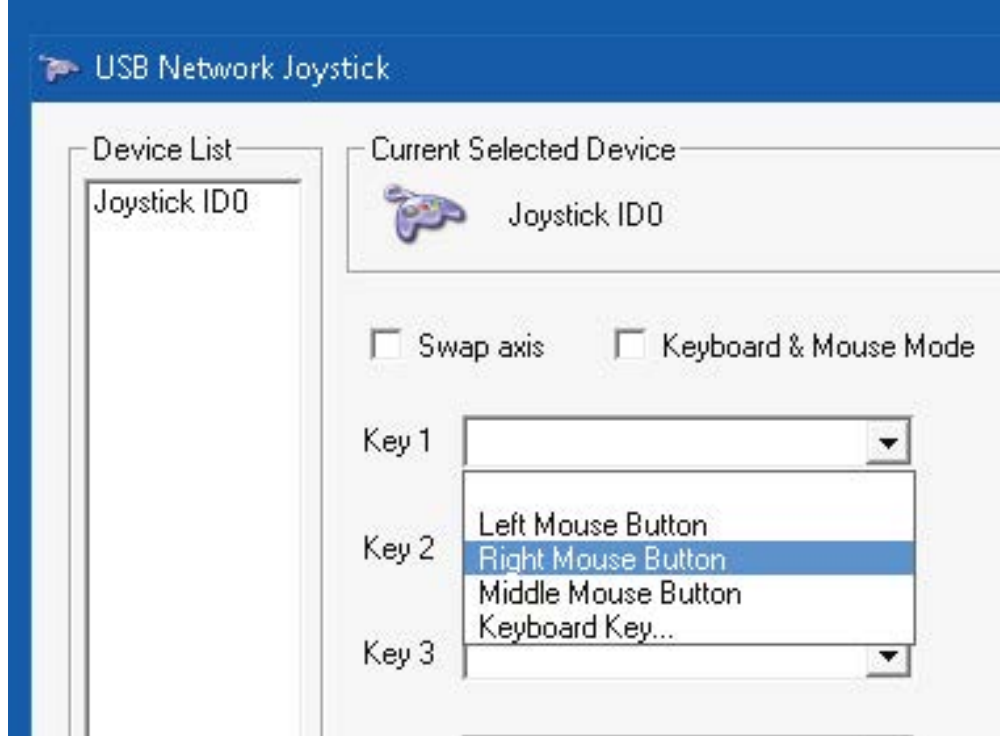 USB Network Joystick
Device List
Joystick ID0
Current Selected Device
Joystick ID0
Swap axis
Keyboard & Mouse Mode
Key 1
Left Mouse Button
Right Mouse Button
Middle Mouse Button
Keyboard Key...
Key 2
Key 3